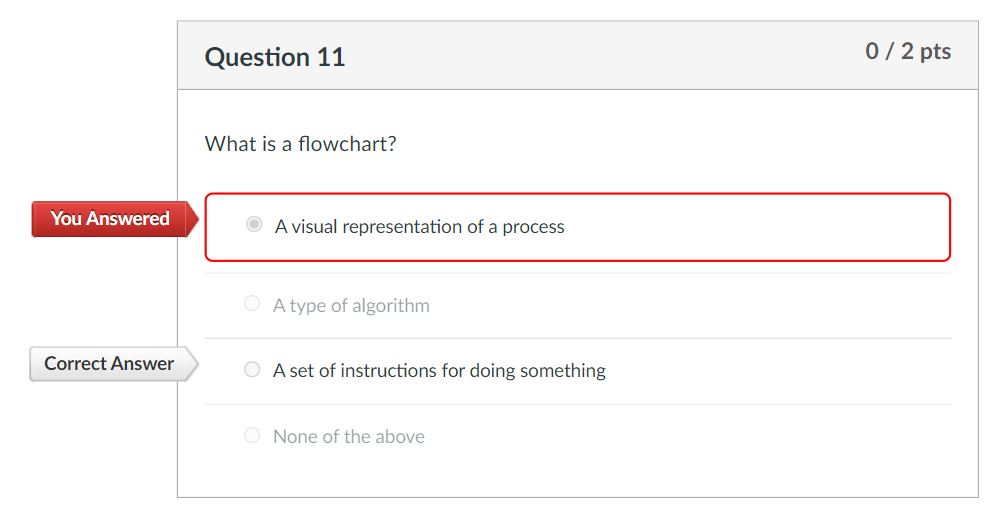 Question 11
0 / 2 pts
What is a flowchart?
You Answered
A visual representation of a process
A type of algorithm
Correct Answer
A set of instructions for doing something
None of the above